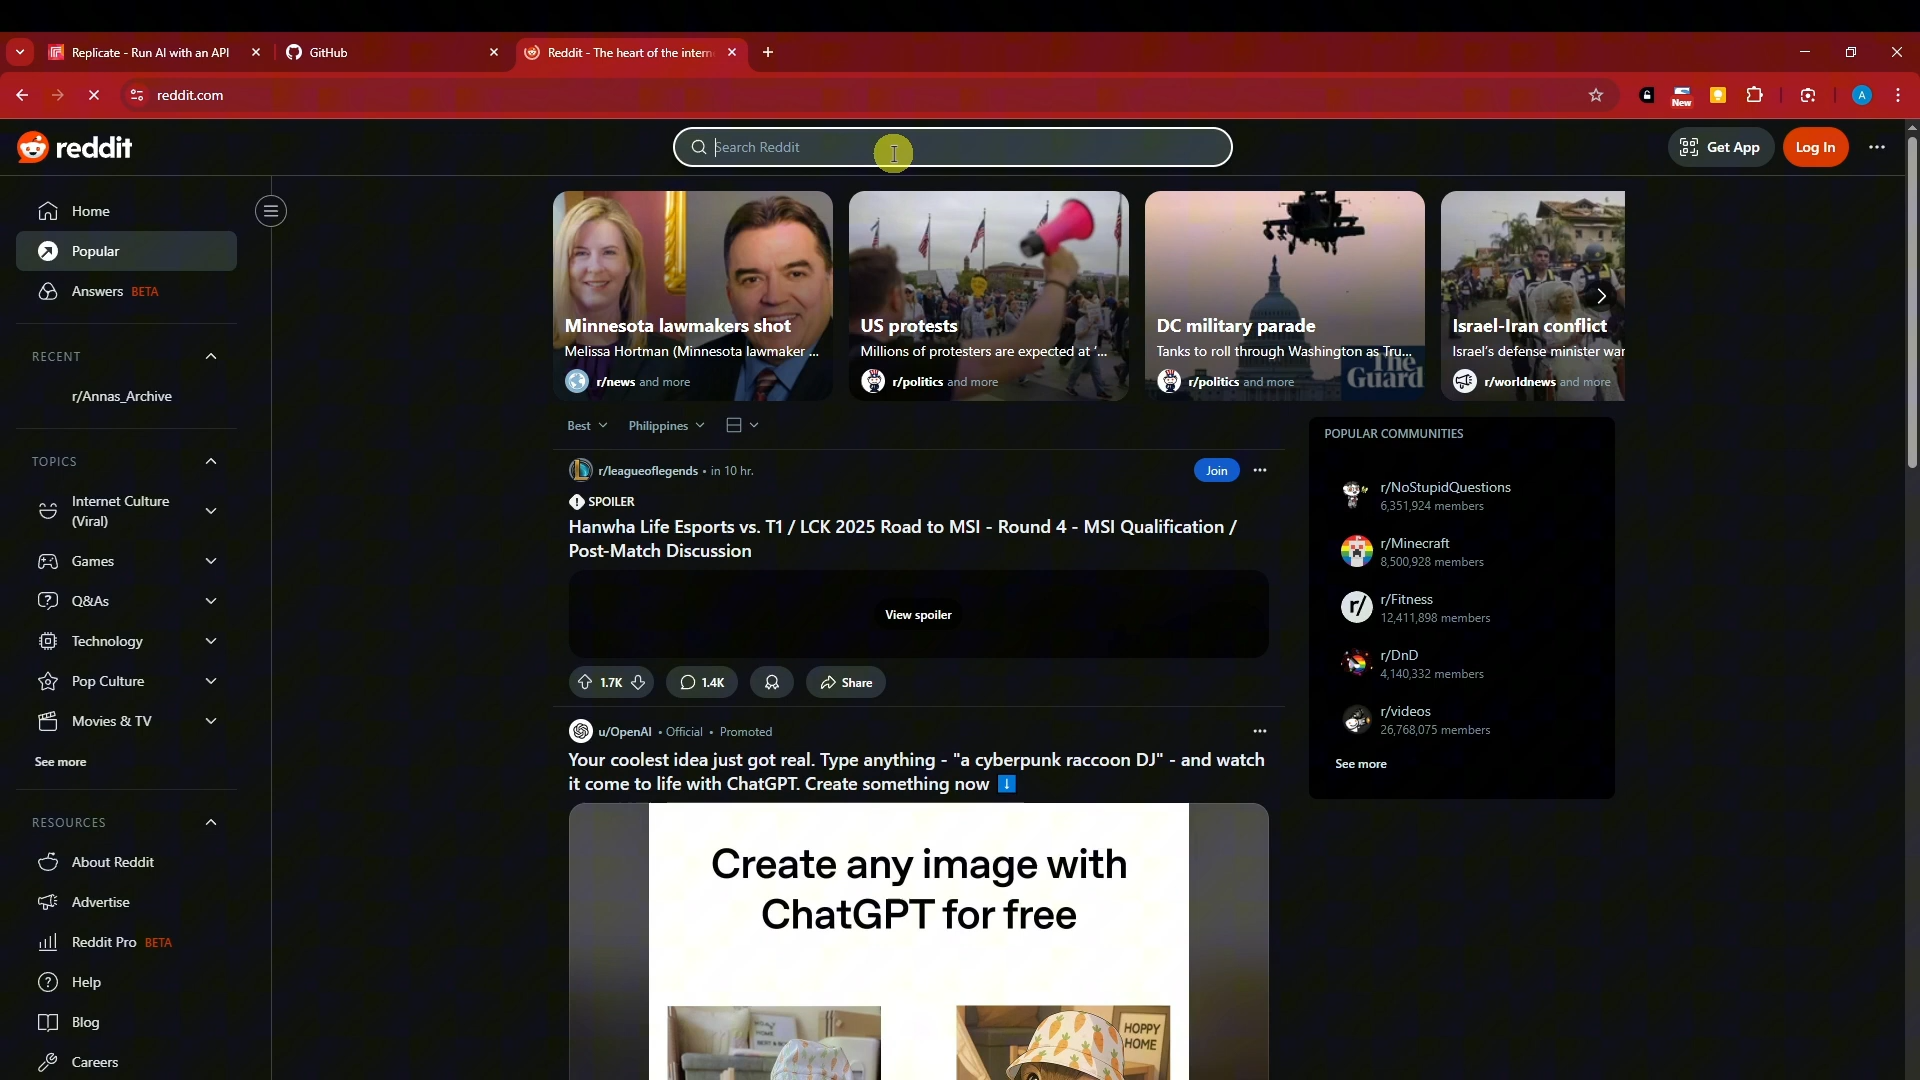 Replicate - Run AI with an API
GitHub
Reddit - The heart of the intern
reddit.com
New
A
reddit
Search Reddit
Get App
Log In
Home
Popular
Answers BETA
RECENT
r/Annas_Archive
TOPICS
Internet Culture
(Viral)
Games
Q&As
Technology
Pop Culture
Movies & TV
See more
RESOURCES
About Reddit
Advertise
Reddit Pro BETA
Help
Blog
Careers
Minnesota lawmakers shot
Melissa Hortman (Minnesota lawmaker ...
r/news and more
US protests
Millions of protesters are expected at '...
r/politics and more
DC military parade
Tanks to roll through Washington as Tru...
r/politics and more
The
Guard
Israel-Iran conflict
Israel's defense minister war
r/worldnews and more
Best
Philippines
r/leagueoflegends • in 10 hr.
Join
SPOILER
Hanwha Life Esports vs. T1 / LCK 2025 Road to MSI - Round 4 - MSI Qualification /
Post-Match Discussion
View spoiler
1.7K
1.4K
Share
u/OpenAI • Official • Promoted
Your coolest idea just got real. Type anything - "a cyberpunk raccoon DJ" - and watch
it come to life with ChatGPT. Create something now ⬇️
Create any image with
ChatGPT for free
HOPPY
HOME
POPULAR COMMUNITIES
r/NoStupidQuestions
6,351,924 members
r/Minecraft
8,500,928 members
r/
r/Fitness
12,411,898 members
r/DnD
4,140,332 members
r/videos
26,768,075 members
See more